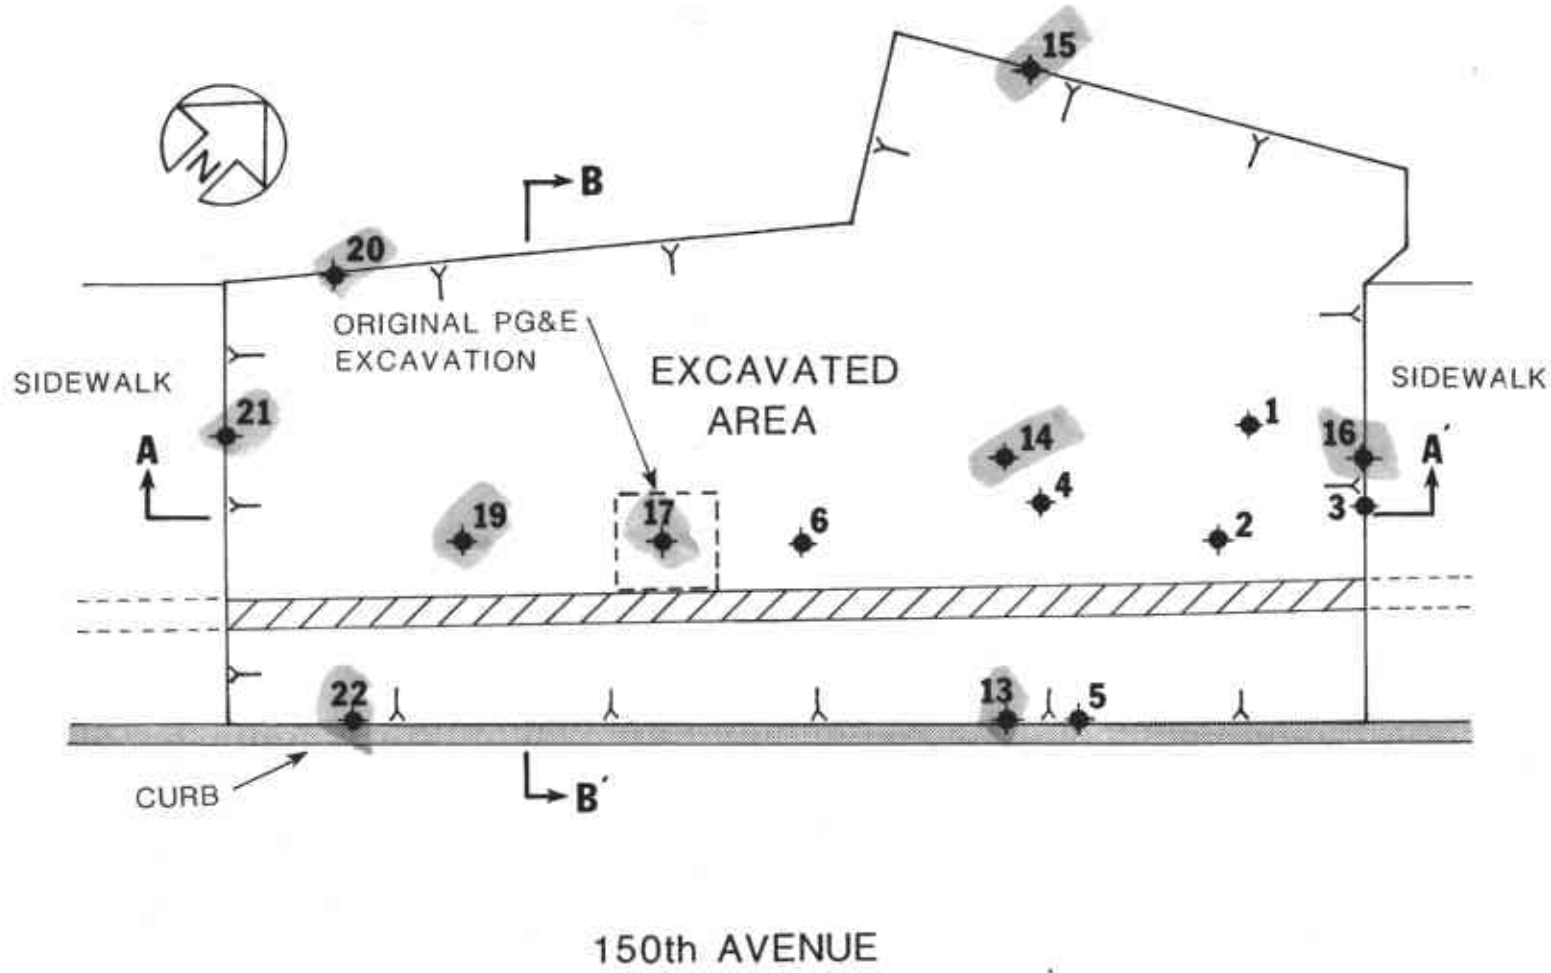 15
N
B
20
ORIGINAL PG&E
EXCAVATION
EXCAVATED
AREA
SIDEWALK
SIDEWALK
21
1
14
16
A
A′
4
3
19
17
6
2
22
13
5
CURB
B′
150th AVENUE